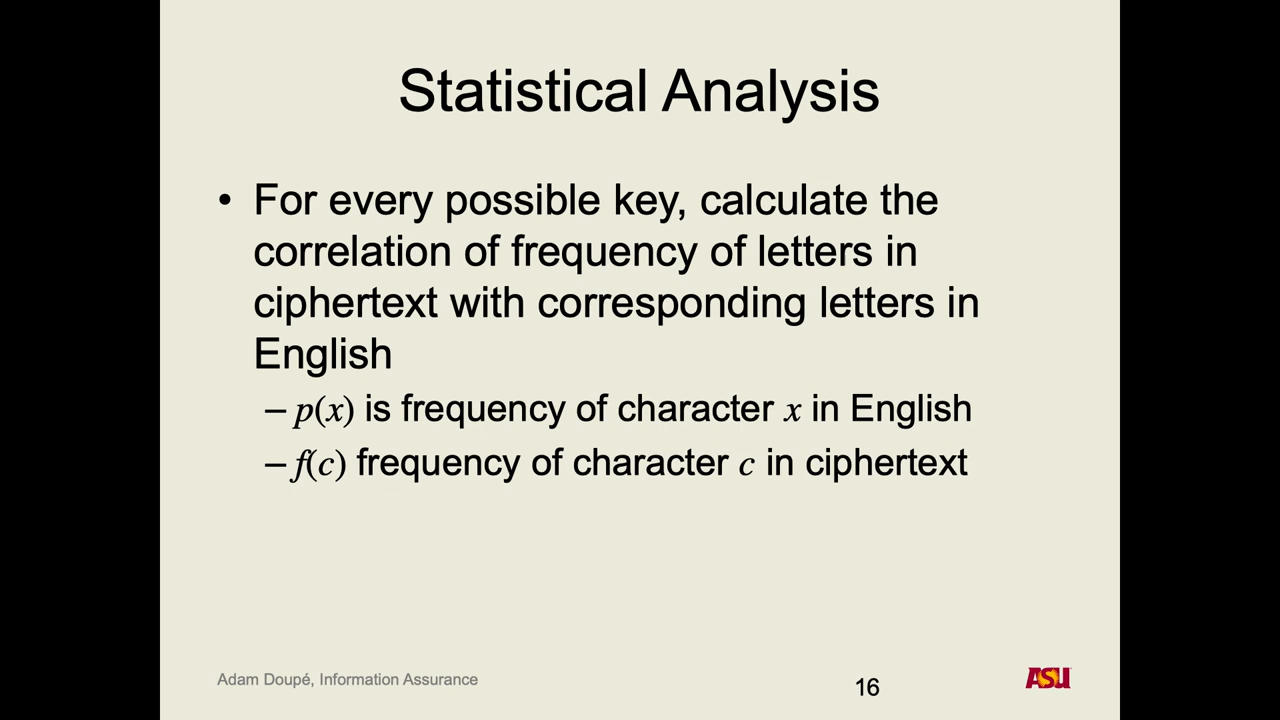 Statistical Analysis
• For every possible key, calculate the
correlation of frequency of letters in
ciphertext with corresponding letters in
English
– p(x) is frequency of character x in English
– f(c) frequency of character c in ciphertext
Adam Doupé, Information Assurance
16
ASU